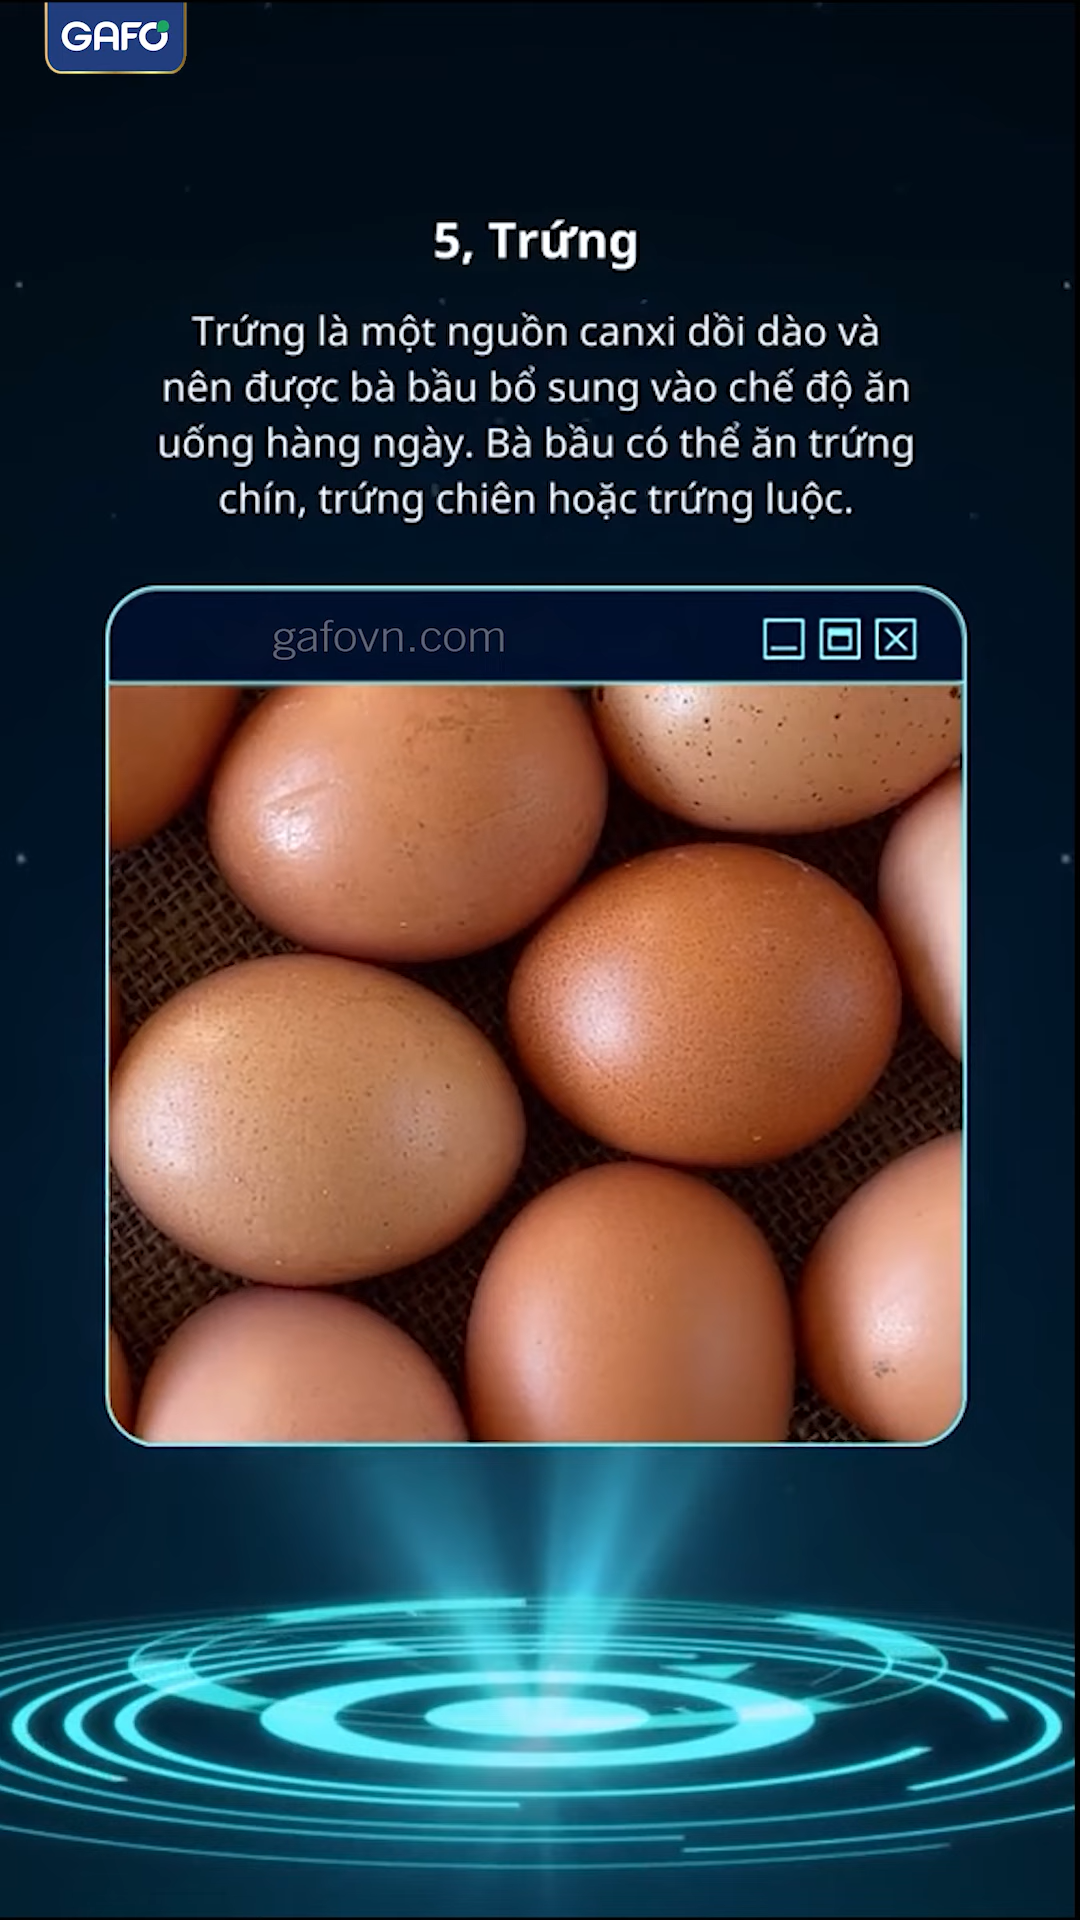 GAFO
5, Trứng
Trứng là một nguồn canxi dồi dào và
nên được bà bầu bổ sung vào chế độ ăn
uống hàng ngày. Bà bầu có thể ăn trứng
chín, trứng chiên hoặc trứng luộc.
gafovn.com